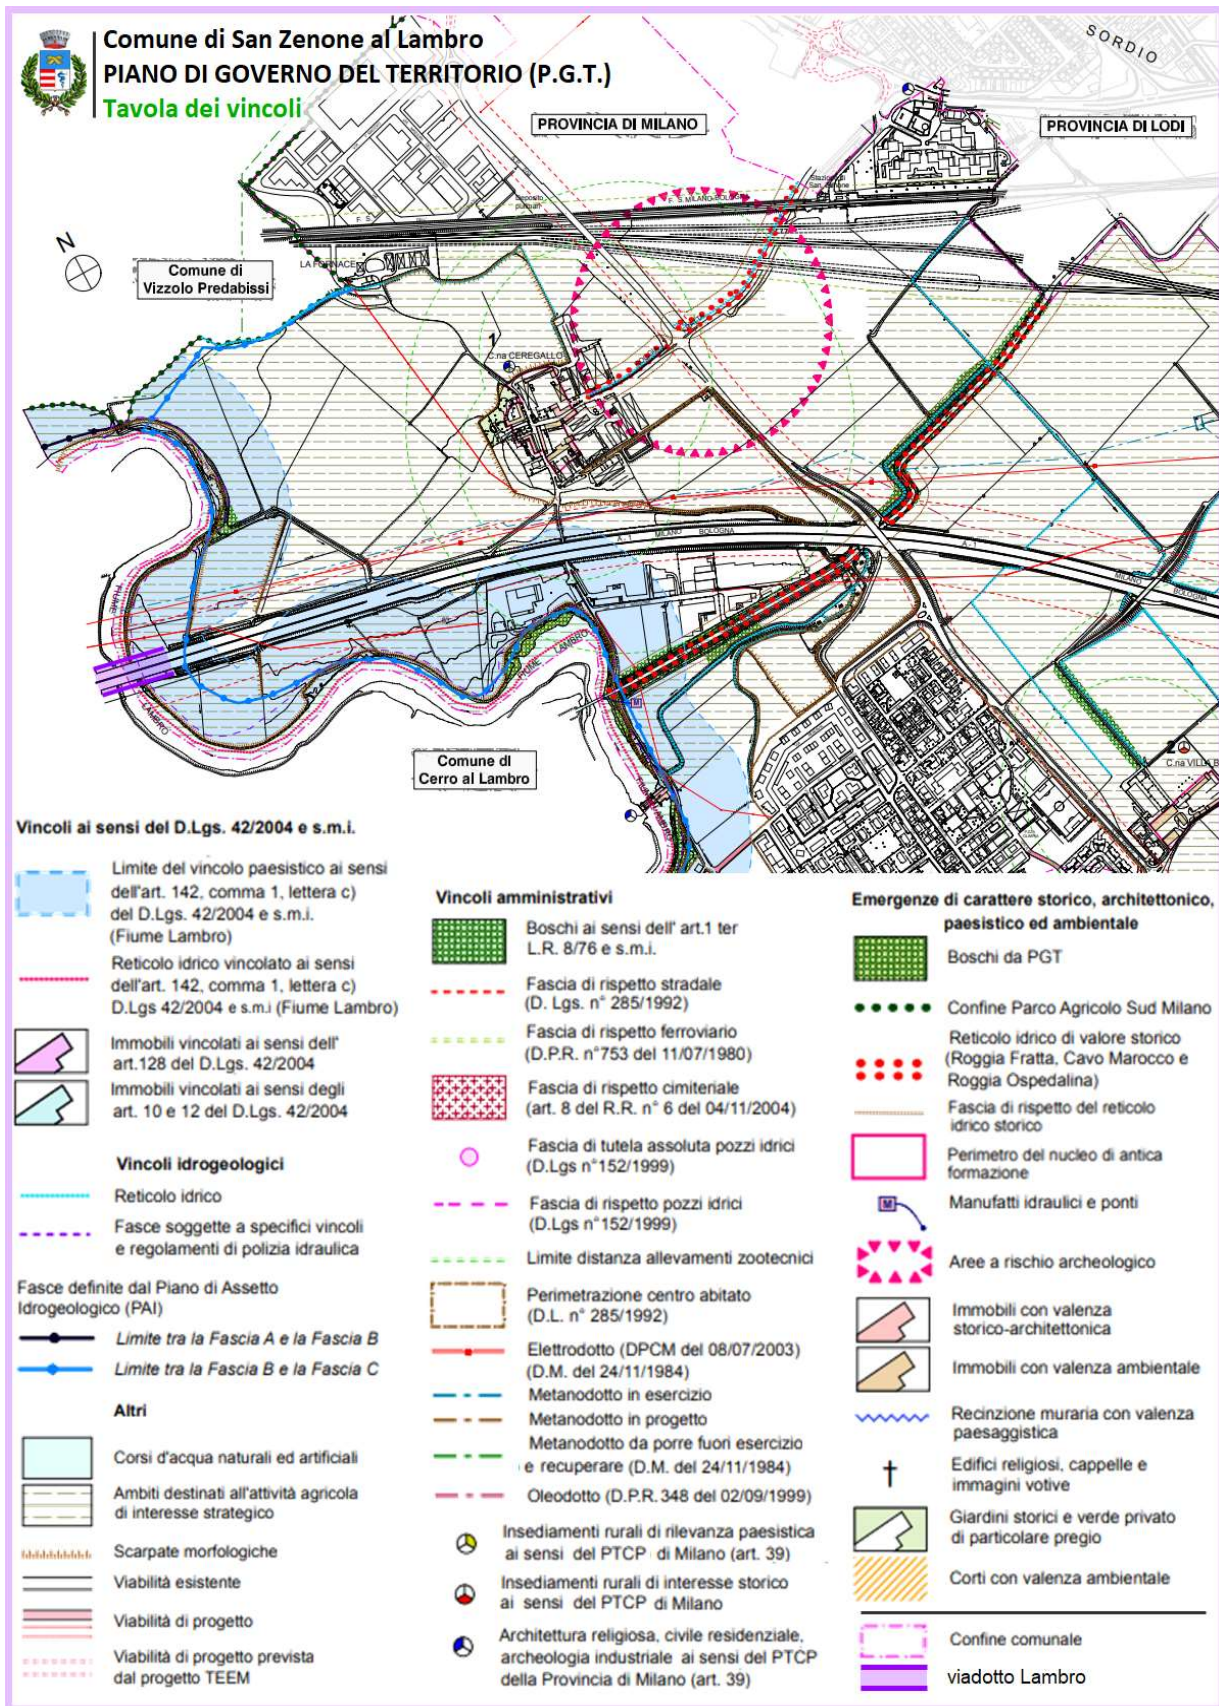 Comune di San Zenone al Lambro
PIANO DI GOVERNO DEL TERRITORIO (P.G.T.)
Tavola dei vincoli
SORDIO
PROVINCIA DI MILANO
PROVINCIA DI LODI
Stazione di
San Zenone
F. S. MILANO-BOLOGNA
Deposito
F. S.
N
LA FORNACE
Comune di
Vizzolo Predabissi
1
C.na CEREGALLO
A - 1 MILANO BOLOGNA
A - 1
MILANO
BOLOGNA
FIUME
LAMBRO
FIUME LAMBRO
M
Comune di
Cerro al Lambro
2
C.na VILLA B
Vincoli ai sensi del D.Lgs. 42/2004 e s.m.i.
Limite del vincolo paesistico ai sensi
dell'art. 142, comma 1, lettera c)
del D.Lgs. 42/2004 e s.m.i.
(Fiume Lambro)
Reticolo idrico vincolato ai sensi
dell'art. 142, comma 1, lettera c)
D.Lgs 42/2004 e s.m.i (Fiume Lambro)
Immobili vincolati ai sensi dell'
art.128 del D.Lgs. 42/2004
Immobili vincolati ai sensi degli
art. 10 e 12 del D.Lgs. 42/2004
Vincoli idrogeologici
Reticolo idrico
Fasce soggette a specifici vincoli
e regolamenti di polizia idraulica
Fasce definite dal Piano di Assetto
Idrogeologico (PAI)
Limite tra la Fascia A e la Fascia B
Limite tra la Fascia B e la Fascia C
Altri
Corsi d'acqua naturali ed artificiali
Ambiti destinati all'attività agricola
di interesse strategico
Scarpate morfologiche
Viabilità esistente
Viabilità di progetto
Viabilità di progetto prevista
dal progetto TEEM
Vincoli amministrativi
Boschi ai sensi dell' art.1 ter
L.R. 8/76 e s.m.i.
Fascia di rispetto stradale
(D. Lgs. n° 285/1992)
Fascia di rispetto ferroviario
(D.P.R. n°753 del 11/07/1980)
Fascia di rispetto cimiteriale
(art. 8 del R.R. n° 6 del 04/11/2004)
Fascia di tutela assoluta pozzi idrici
(D.Lgs n°152/1999)
Fascia di rispetto pozzi idrici
(D.Lgs n°152/1999)
Limite distanza allevamenti zootecnici
Perimetrazione centro abitato
(D.L. n° 285/1992)
Elettrodotto (DPCM del 08/07/2003)
(D.M. del 24/11/1984)
Metanodotto in esercizio
Metanodotto in progetto
Metanodotto da porre fuori esercizio
e recuperare (D.M. del 24/11/1984)
Oleodotto (D.P.R. 348 del 02/09/1999)
Insediamenti rurali di rilevanza paesistica
ai sensi del PTCP di Milano (art. 39)
Insediamenti rurali di interesse storico
ai sensi del PTCP di Milano
Architettura religiosa, civile residenziale,
archeologia industriale ai sensi del PTCP
della Provincia di Milano (art. 39)
Emergenze di carattere storico, architettonico,
paesistico ed ambientale
Boschi da PGT
Confine Parco Agricolo Sud Milano
Reticolo idrico di valore storico
(Roggia Fratta, Cavo Marocco e
Roggia Ospedalina)
Fascia di rispetto del reticolo
idrico storico
Perimetro del nucleo di antica
formazione
M
Manufatti idraulici e ponti
Aree a rischio archeologico
Immobili con valenza
storico-architettonica
Immobili con valenza ambientale
Recinzione muraria con valenza
paesaggistica
Edifici religiosi, cappelle e
immagini votive
Giardini storici e verde privato
di particolare pregio
Corti con valenza ambientale
Confine comunale
viadotto Lambro